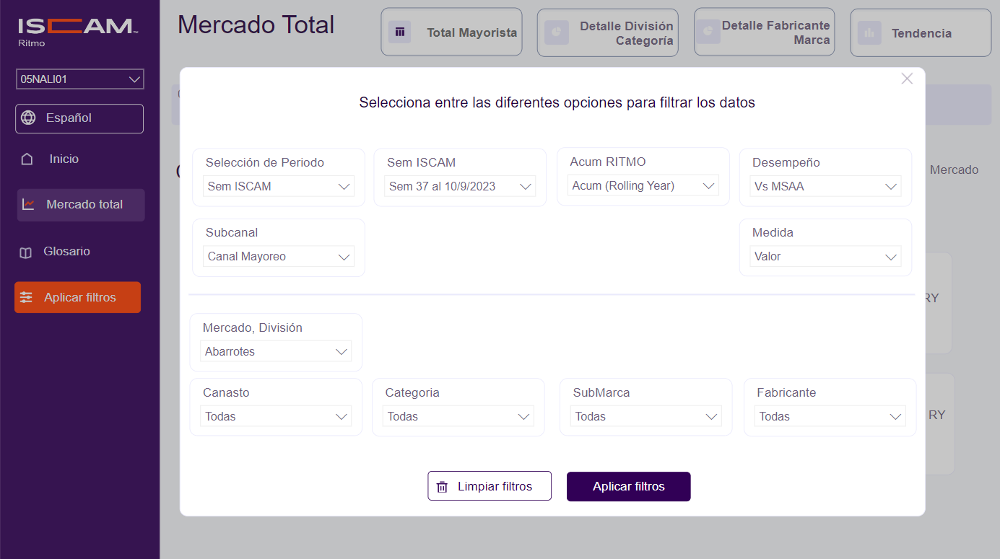 ISCAM™
Ritmo
05NALI01
Español
Inicio
Mercado total
Glosario
Aplicar filtros
Mercado Total
Total Mayorista
Detalle División
Categoría
Detalle Fabricante
Marca
Tendencia
Selecciona entre las diferentes opciones para filtrar los datos
Selección de Periodo
Sem ISCAM
Sem ISCAM
Sem 37 al 10/9/2023
Acum RITMO
Acum (Rolling Year)
Desempeño
Vs MSAA
Mercado
Subcanal
Canal Mayoreo
Medida
Valor
RY
Mercado, División
Abarrotes
Canasto
Todas
Categoria
Todas
SubMarca
Todas
Fabricante
Todas
RY
Limpiar filtros
Aplicar filtros